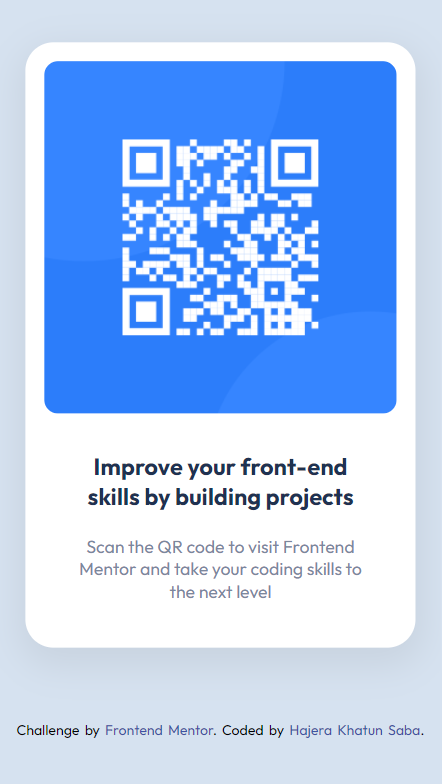 Improve your front-end
skills by building projects
Scan the QR code to visit Frontend
Mentor and take your coding skills to
the next level
Challenge by Frontend Mentor. Coded by Hajera Khatun Saba.